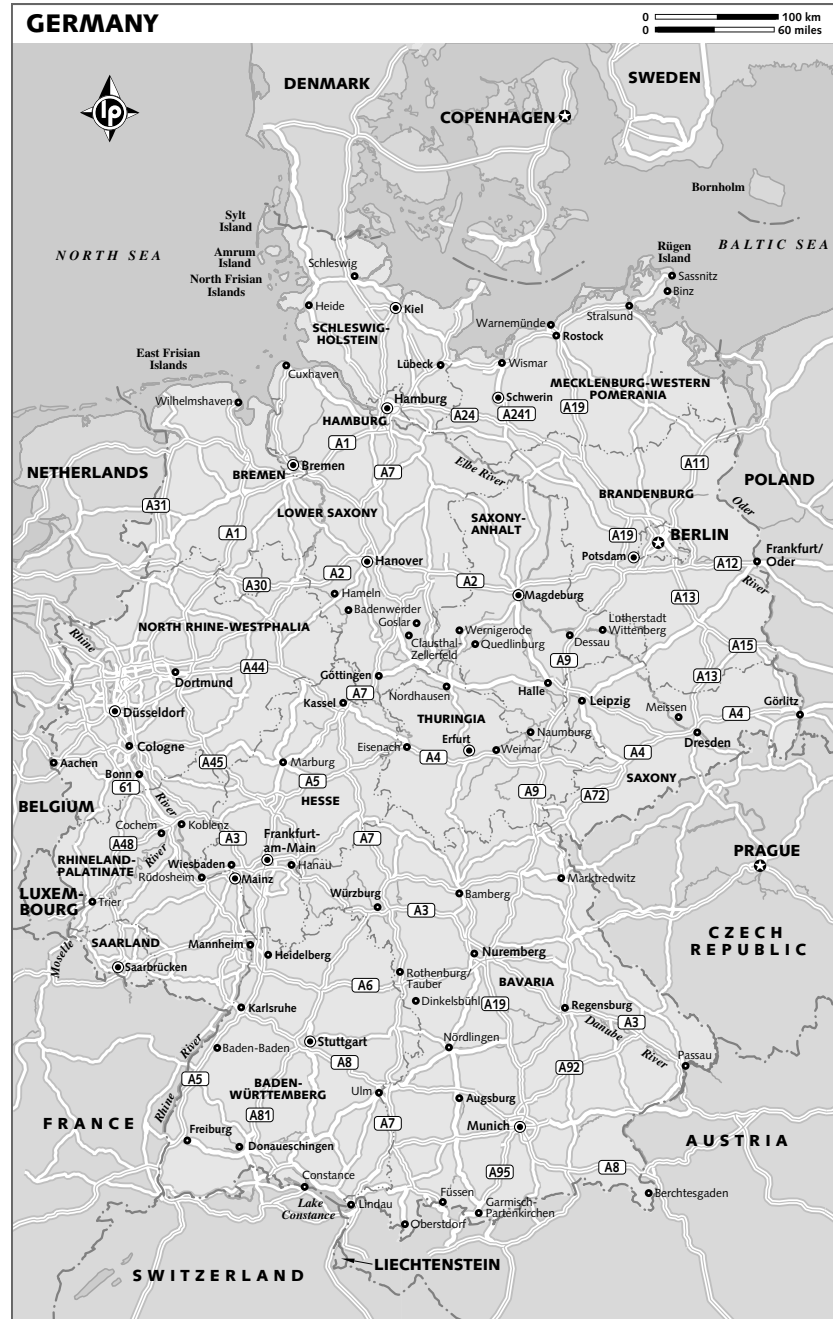 GERMANY
0 100 km
0 60 miles
lp
DENMARK
SWEDEN
COPENHAGEN
Bornholm
Sylt
Island
NORTH SEA
BALTIC SEA
Rügen
Island
Amrum
Island
Schleswig
Sassnitz
North Frisian
Islands
Binz
Heide
Kiel
Stralsund
SCHLESWIG-
HOLSTEIN
Warnemünde
Rostock
East Frisian
Islands
Cuxhaven
Lübeck
Wismar
MECKLENBURG-WESTERN
POMERANIA
Wilhelmshaven
Hamburg
Schwerin
HAMBURG
A24
A241
A19
A1
A11
NETHERLANDS
BREMEN
Bremen
A7
Elbe River
POLAND
BRANDENBURG
A31
LOWER SAXONY
SAXONY-
ANHALT
Oder
A1
A19
BERLIN
Hanover
Potsdam
A12
Frankfurt/
Oder
A30
A2
A2
River
Hameln
Magdeburg
A13
Badenwerder
NORTH RHINE-WESTPHALIA
Goslar
Wernigerode
Lutherstadt
Wittenberg
Rhine
Clausthal-
Zellerfeld
Quedlinburg
Dessau
A15
A44
A9
Dortmund
Göttingen
A13
A7
Nordhausen
Halle
Leipzig
Kassel
Meissen
Görlitz
Düsseldorf
THURINGIA
A4
Naumburg
Dresden
Cologne
Eisenach
Erfurt
Weimar
A4
A4
Aachen
A45
Marburg
SAXONY
Bonn
A5
61
A9
A72
BELGIUM
HESSE
River
Cochem
Koblenz
A48
A3
A7
Frankfurt-
am-Main
PRAGUE
RHINELAND-
PALATINATE
River
Wiesbaden
Hanau
Rüdosheim
Mainz
Marktredwitz
LUXEM-
BOURG
Trier
Würzburg
Bamberg
A3
CZECH
REPUBLIC
SAARLAND
Mannheim
Nuremberg
Moselle
Heidelberg
Saarbrücken
Rothenburg/
Tauber
BAVARIA
A6
Dinkelsbühl
A19
Karlsruhe
Regensburg
A3
Danube
River
Stuttgart
River
Baden-Baden
Nördlingen
A8
A92
Passau
A5
BADEN-
WÜRTTEMBERG
Ulm
Augsburg
Rhine
A81
FRANCE
A7
Munich
AUSTRIA
Freiburg
Donaueschingen
A95
A8
Constance
Berchtesgaden
Lake
Constance
Lindau
Füssen
Garmisch-
Partenkirchen
Oberstdorf
LIECHTENSTEIN
SWITZERLAND